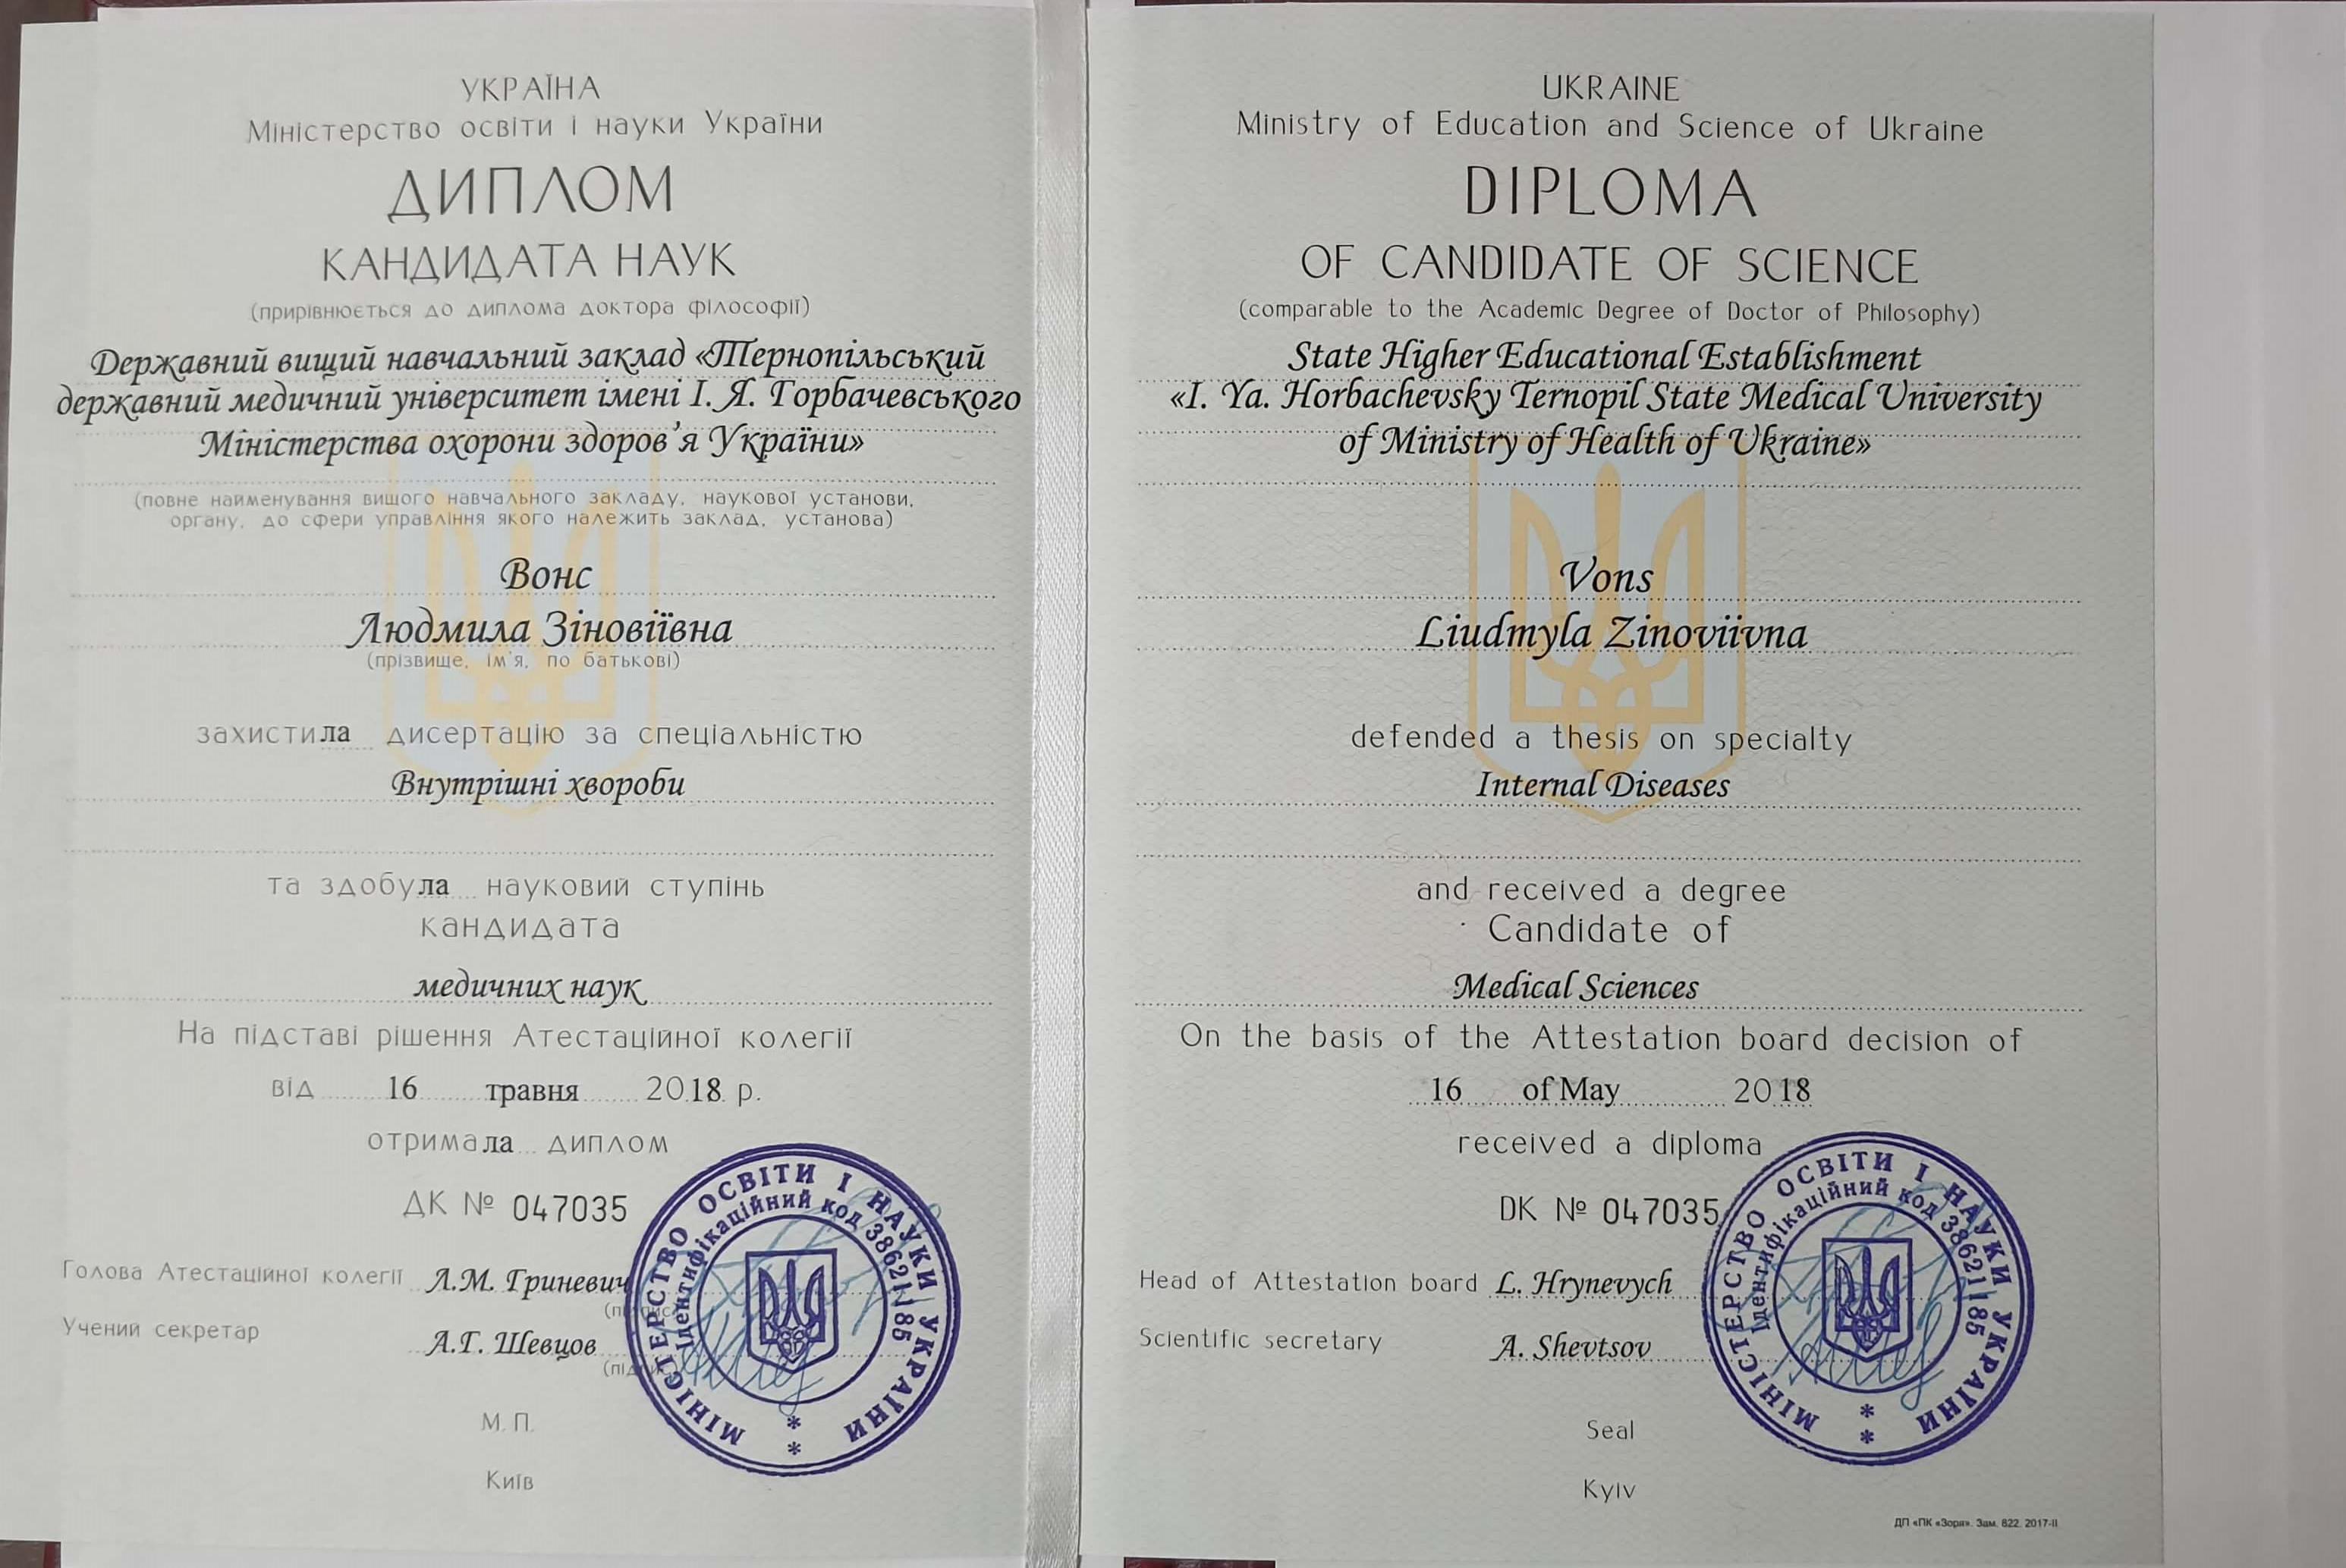 УКРАЇНА
Міністерство освіти і науки України
ДИПЛОМ
КАНДИДАТА НАУК
(прирівнюється до диплома доктора філософії)
Державний вищий навчальний заклад «Тернопільський
державний медичний університет імені І. Я. Горбачевського
Міністерства охорони здоров’я України»
(повне найменування вищого навчального закладу, наукової установи,
органу, до сфери управління якого належить заклад, установа)
Вонс
Людмила Зіновіївна
(прізвище, ім'я, по батькові)
захистила дисертацію за спеціальністю
Внутрішні хвороби
та здобула науковий ступінь
кандидата
медичних наук
На підставі рішення Атестаційної колегії
від 16 травня 2018 р.
отримала диплом
ДК № 047035
Голова Атестаційної колегії Л.М. Гриневич
Учений секретар А.Г. Шевцов
М.П.
Київ
МІНІСТЕРСТВО ОСВІТИ І НАУКИ УКРАЇНИ
Ідентифікаційний код 38621185
UKRAINE
Ministry of Education and Science of Ukraine
DIPLOMA
OF CANDIDATE OF SCIENCE
(comparable to the Academic Degree of Doctor of Philosophy)
State Higher Educational Establishment
«I. Ya. Horbachevsky Ternopil State Medical University
of Ministry of Health of Ukraine»
Vons
Liudmyla Zinoviivna
defended a thesis on specialty
Internal Diseases
and received a degree
Candidate of
Medical Sciences
On the basis of the Attestation board decision of
16 of May 2018
received a diploma
DK № 047035
Head of Attestation board L. Hrynevych
Scientific secretary A. Shevtsov
Seal
Kyiv
МІНІСТЕРСТВО ОСВІТИ І НАУКИ УКРАЇНИ
Ідентифікаційний код 38621185
ДП «ПК «Зоря». Зам. 822. 2017-ІІ